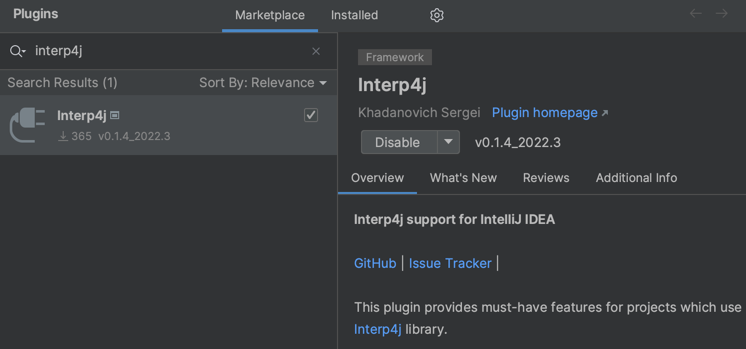 Plugins
Marketplace
Installed
interp4j
Search Results (1)
Sort By: Relevance
Interp4j
365 v0.1.4_2022.3
Framework
Interp4j
Khadanovich Sergei Plugin homepage
Disable
v0.1.4_2022.3
Overview
What's New
Reviews
Additional Info
Interp4j support for IntelliJ IDEA
GitHub | Issue Tracker |
This plugin provides must-have features for projects which use
Interp4j library.